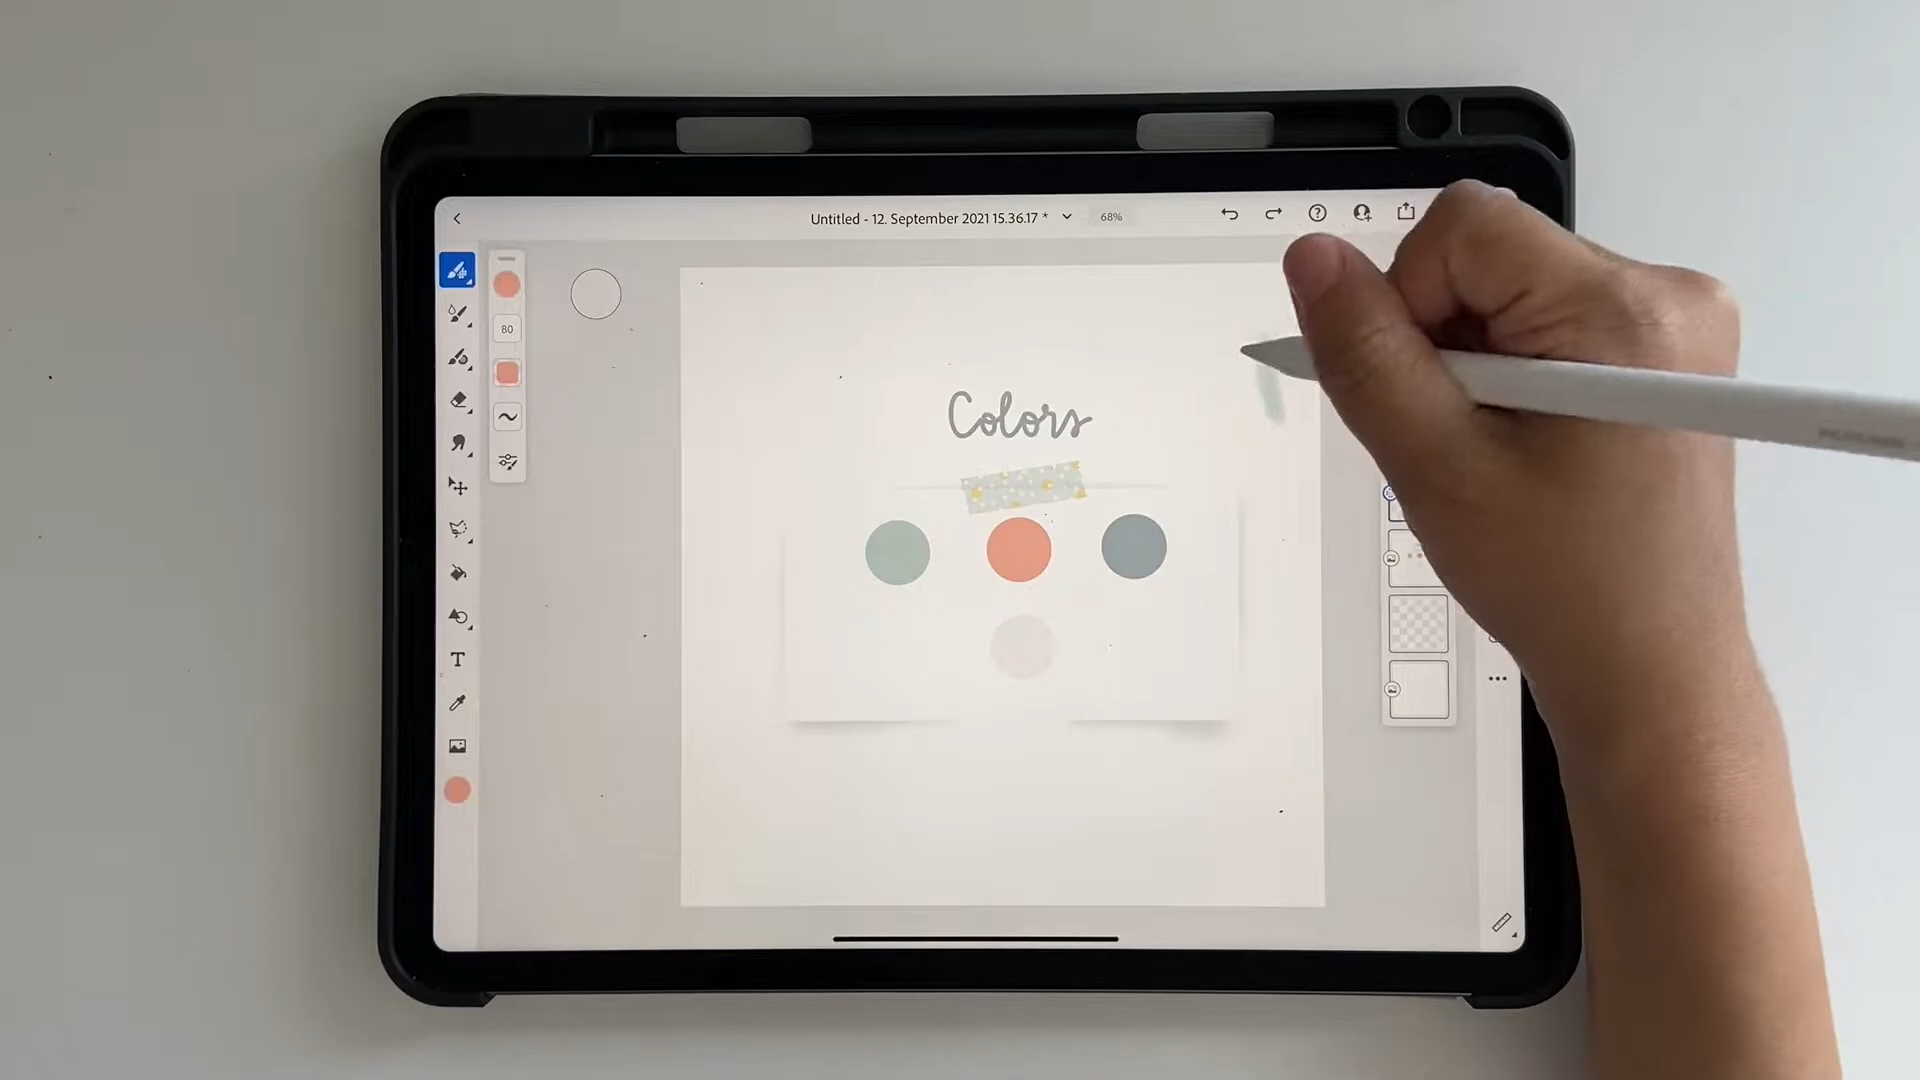 Untitled - 12. September 2021 15.36.17 *
68%
80
Colors
T